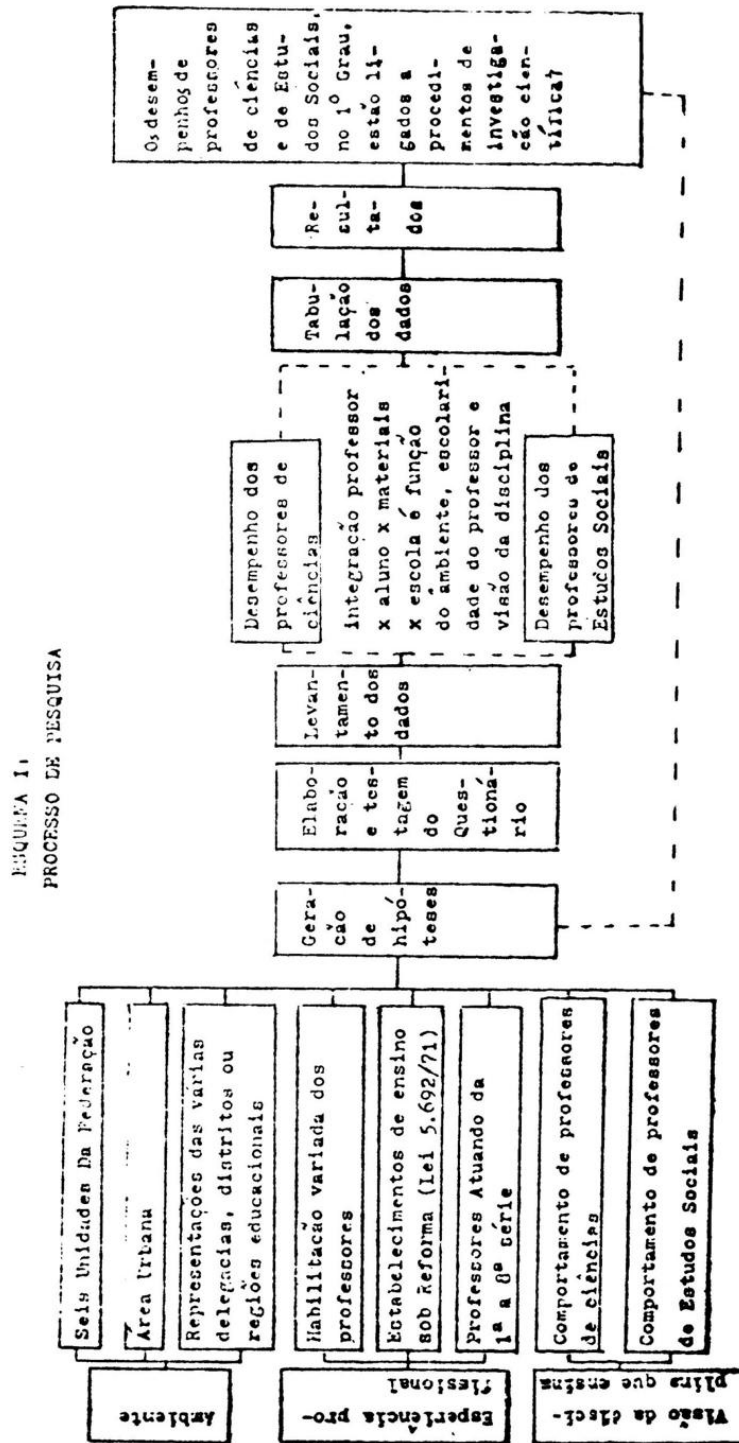 ESQUEMA I:
PROCESSO DE PESQUISA
Ambiente
Seis Unidades Da Federação
Área Urbana
Representações das varias
delegacias, distritos ou
regiões educacionais
Experiência pro-
fissional
Habilitação variada dos
professores
Estabelecimentos de ensino
sob Reforma (Lei 5.692/71)
Professores Atuando da
1ª a 8ª série
Visão da disci-
plina que ensina
Comportamento de professores
de ciências
Comportamento de professores
de Estudos Sociais
Gera-
cão
de
hipó-
teses
Elabo-
ração
e tes-
tagem
do
Ques-
tioná-
rio
Levan-
tamen-
to dos
dados
Desempenho dos
professores de
ciências
integração professor
x aluno x materiais
x escola é função
do ambiente, escolari-
dade do professor e
visão da disciplina
Desempenho dos
professores de
Estudos Sociais
Tabu-
lação
dos
dados
Re-
sul-
ta-
dos
Os desem-
penhos de
professores
de ciências
e de Estu-
dos Sociais,
no 1º Grau,
estão li-
gados a
procedi-
mentos de
investiga-
cão cien-
tífica?